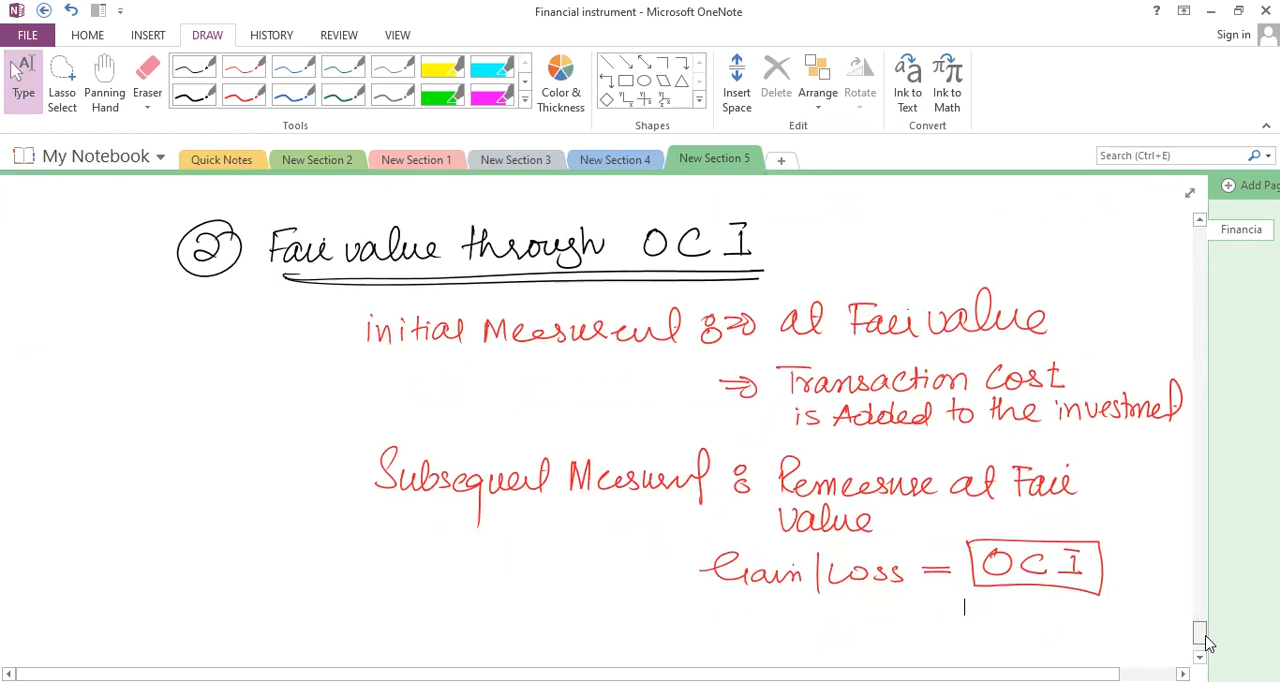 Financial instrument - Microsoft OneNote
?
FILE HOME INSERT DRAW HISTORY REVIEW VIEW
Sign in
Type
Lasso Select
Panning Hand
Eraser
Color & Thickness
Insert Space
Delete
Arrange
Rotate
Ink to Text
Ink to Math
Tools
Shapes
Edit
Convert
My Notebook
Quick Notes
New Section 2
New Section 1
New Section 3
New Section 4
New Section 5
Search (Ctrl+E)
Add Pag
Financia
2 Fair value through OCI
initial Measurement : ⇒ at Fair value
⇒ Transaction Cost
is Added to the investment
Subsequent Measurement : Remeasure at Fair
value
Gain/Loss = OCI